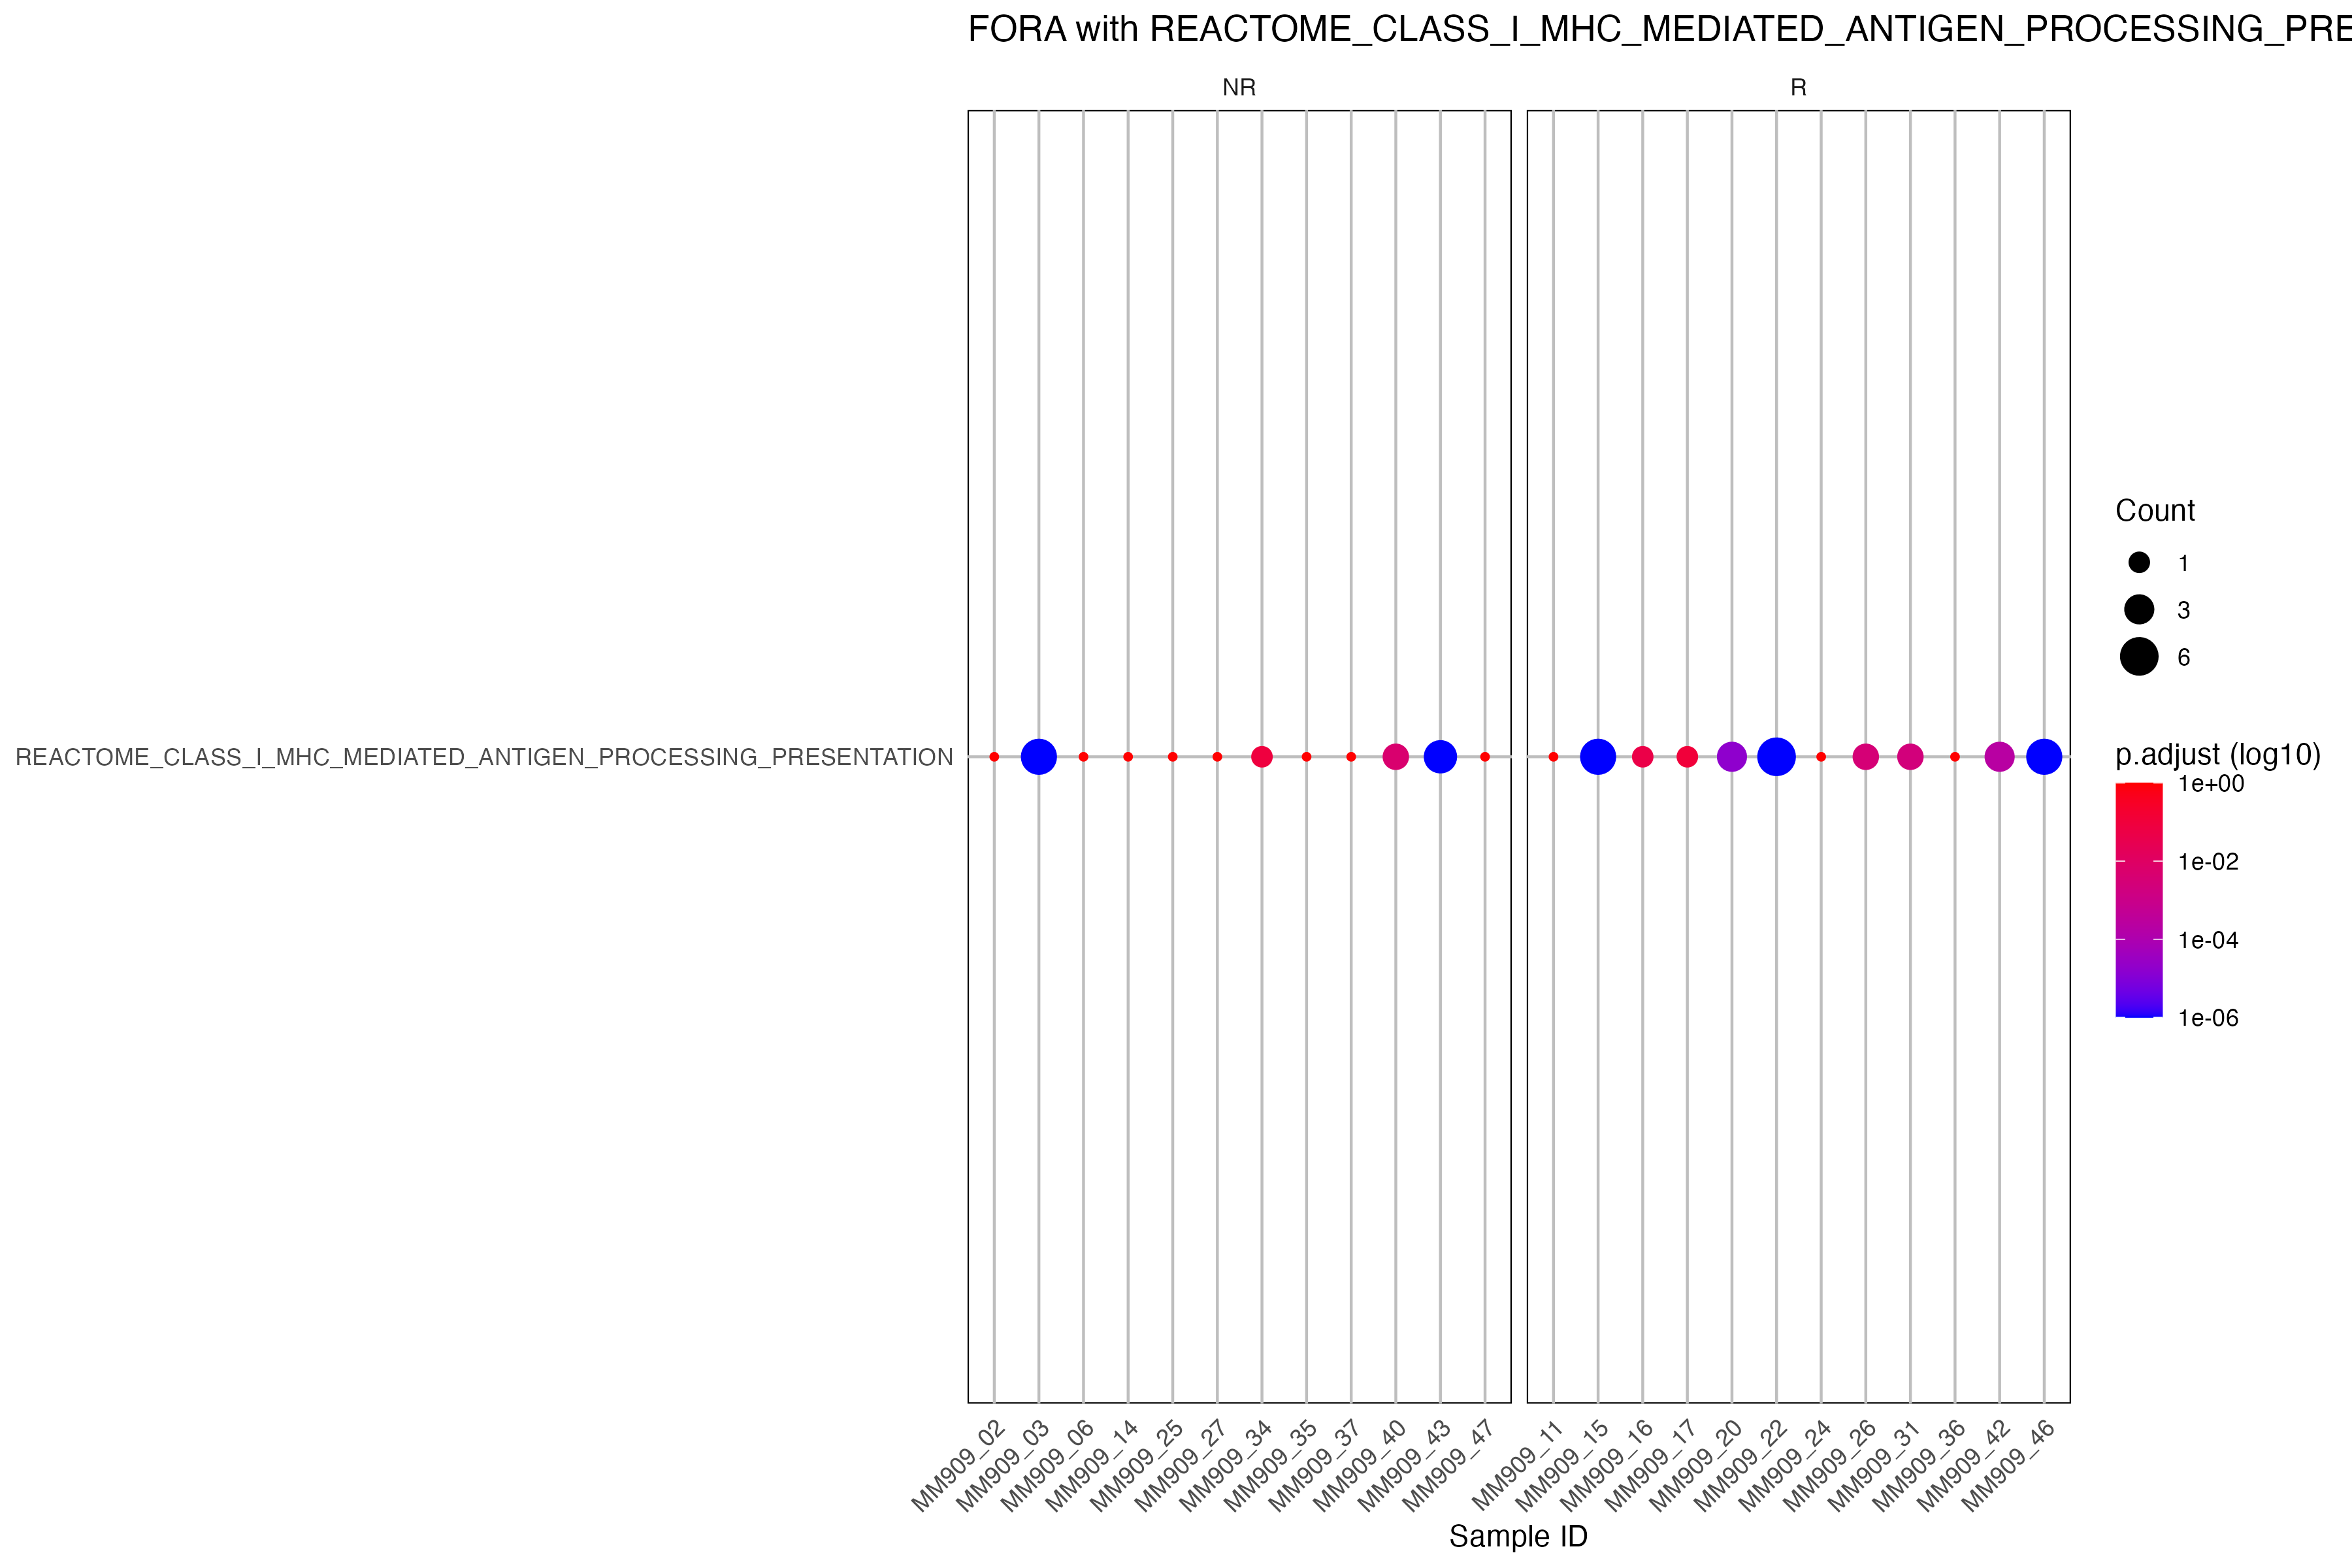 FORA with REACTOME_CLASS_I_MHC_MEDIATED_ANTIGEN_PROCESSING_PRE
NR
R
REACTOME_CLASS_I_MHC_MEDIATED_ANTIGEN_PROCESSING_PRESENTATION
Count
1
3
6
p.adjust (log10)
1e+00
1e-02
1e-04
1e-06
MM909_02
MM909_03
MM909_06
MM909_14
MM909_25
MM909_27
MM909_34
MM909_35
MM909_37
MM909_40
MM909_43
MM909_47
MM909_11
MM909_15
MM909_16
MM909_17
MM909_20
MM909_22
MM909_24
MM909_26
MM909_31
MM909_36
MM909_42
MM909_46
Sample ID